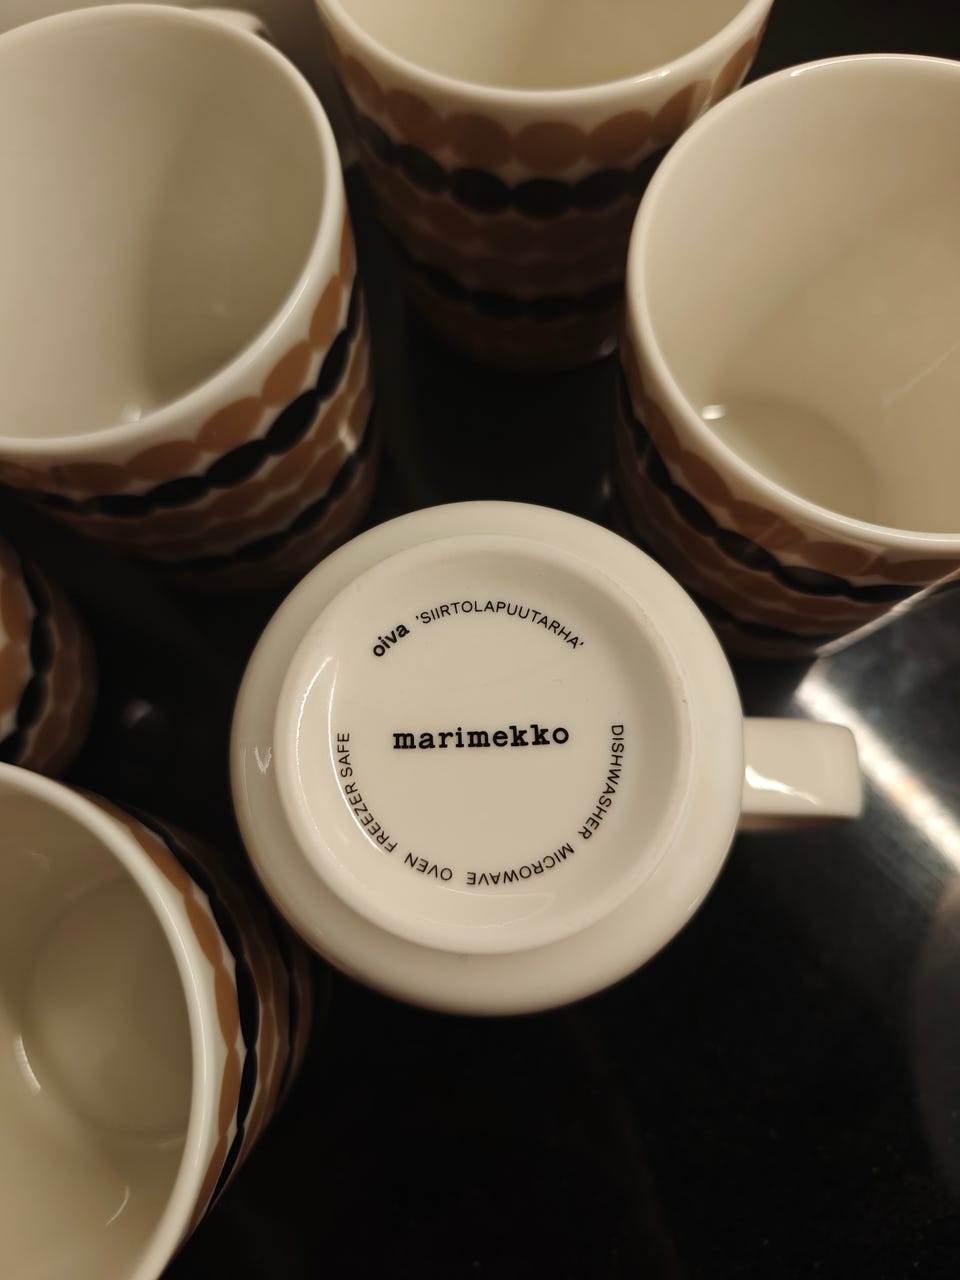 oiva 'SIIRTOLAPUUTARHA'
marimekko
DISHWASHER MICROWAVE OVEN FREEZER SAFE